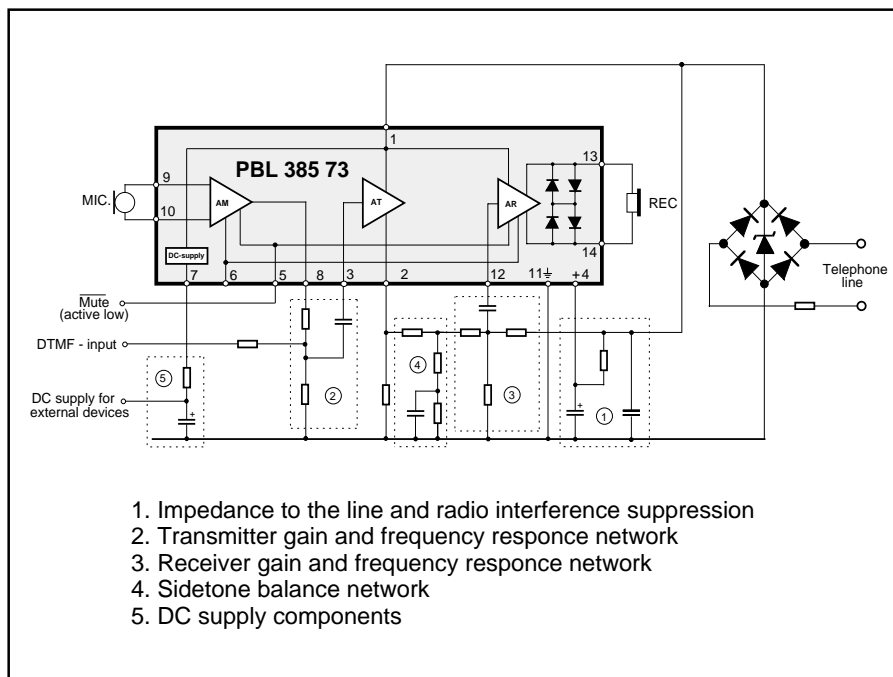 1
PBL 385 73
13
9
MIC.
AM
AT
AR
REC
10
14
DC-supply
7
6
5
8
3
2
12
11
+ 4
Telephone
line
Mute
(active low)
DTMF - input
DC supply for
external devices
5
+
2
4
3
+
1
1. Impedance to the line and radio interference suppression
2. Transmitter gain and frequency responce network
3. Receiver gain and frequency responce network
4. Sidetone balance network
5. DC supply components